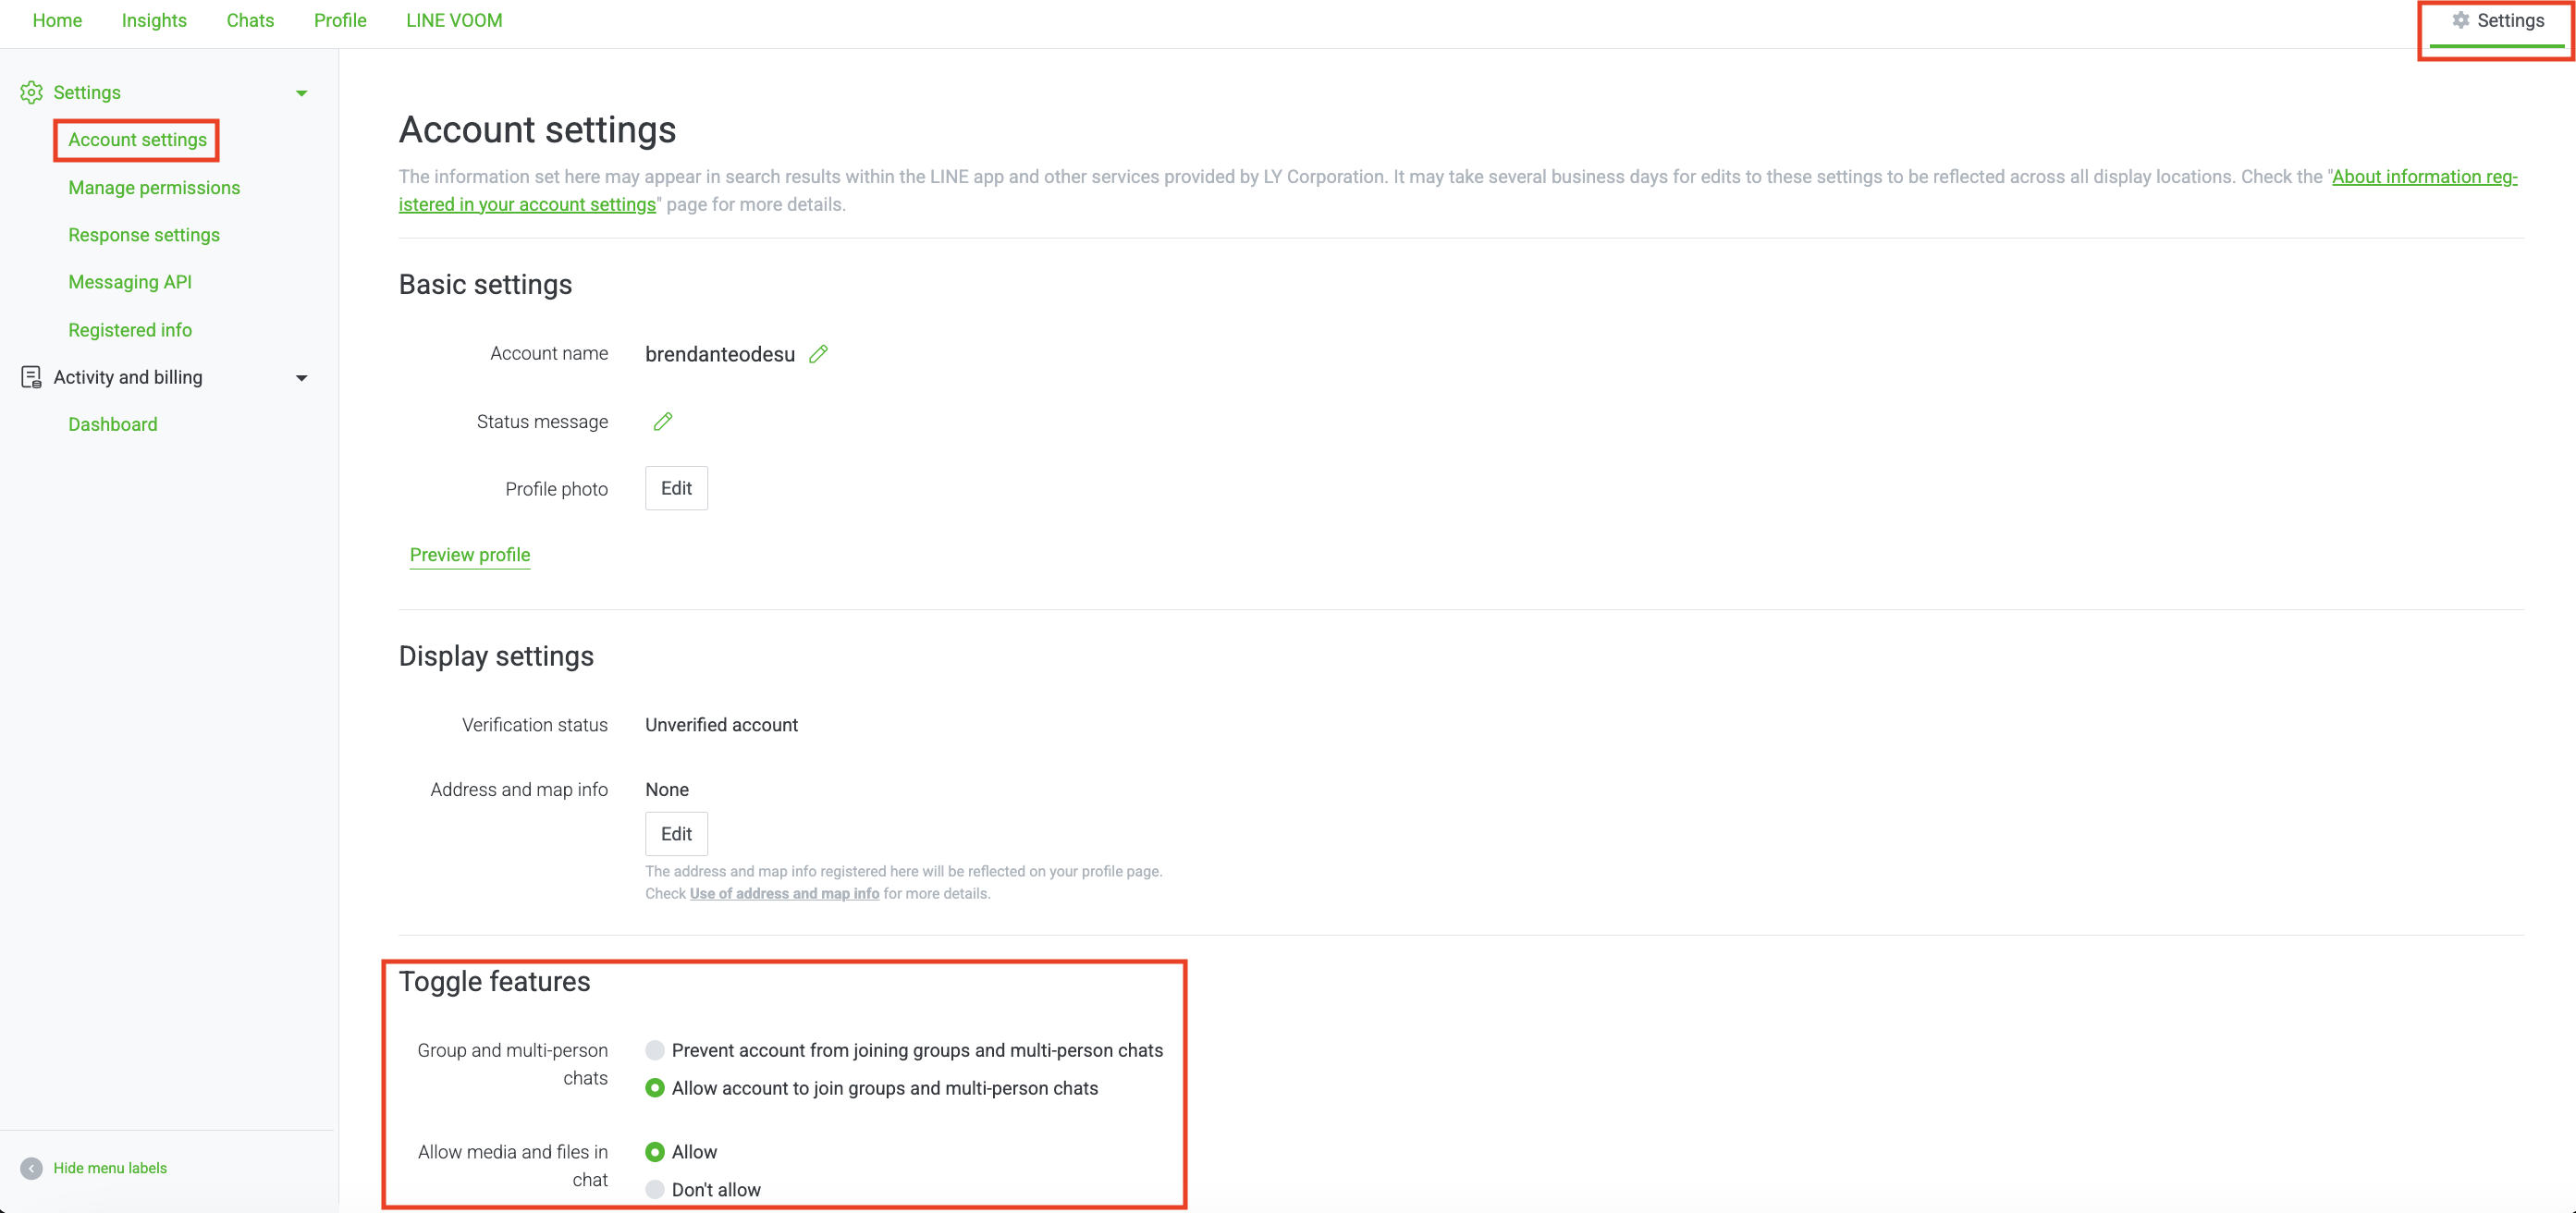 Home Insights Chats Profile LINE VOOM Settings
Settings
Account settings
Manage permissions
Response settings
Messaging API
Registered info
Activity and billing
Dashboard
Hide menu labels
Account settings
The information set here may appear in search results within the LINE app and other services provided by LY Corporation. It may take several business days for edits to these settings to be reflected across all display locations. Check the "About information reg-
istered in your account settings" page for more details.
Basic settings
Account name brendanteodesu
Status message
Profile photo Edit
Preview profile
Display settings
Verification status Unverified account
Address and map info None
Edit
The address and map info registered here will be reflected on your profile page.
Check Use of address and map info for more details.
Toggle features
Group and multi-person Prevent account from joining groups and multi-person chats
chats
Allow account to join groups and multi-person chats
Allow media and files in Allow
chat
Don't allow